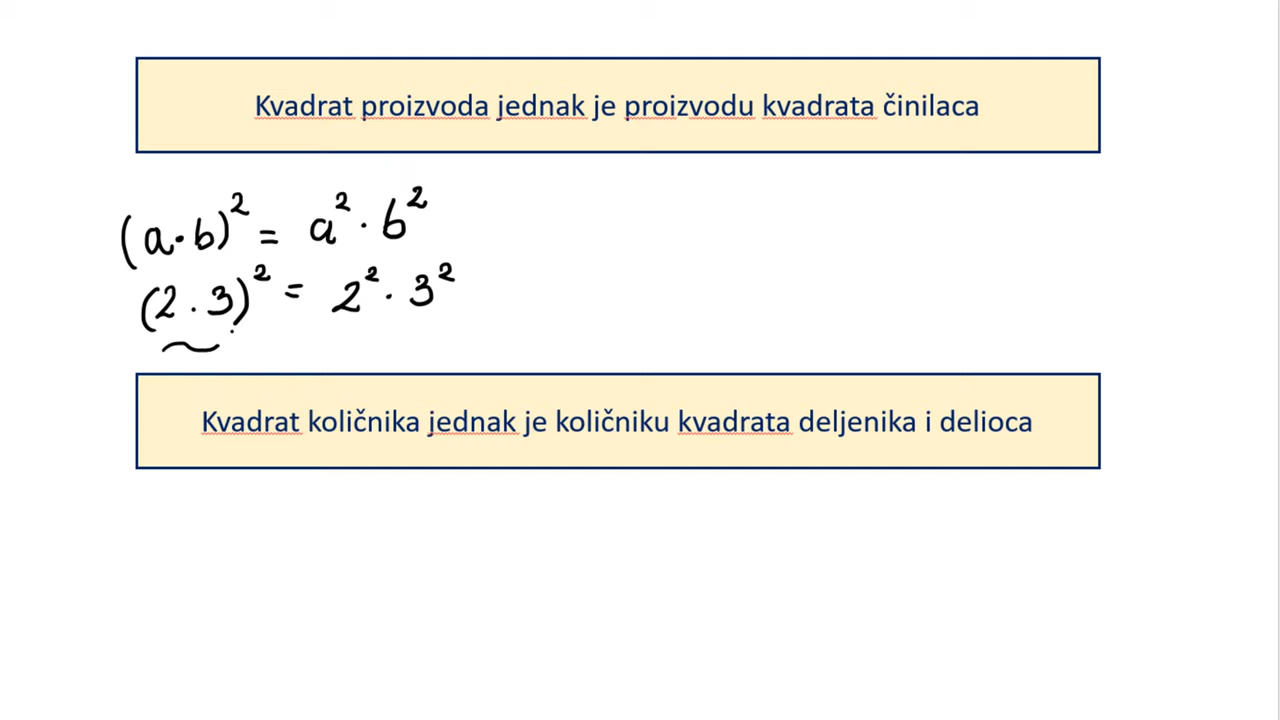 Kvadrat proizvoda jednak je proizvodu kvadrata činilaca
(a·b)² = a² · b²
(2 · 3)² = 2² · 3²
Kvadrat količnika jednak je količniku kvadrata deljenika i delioca